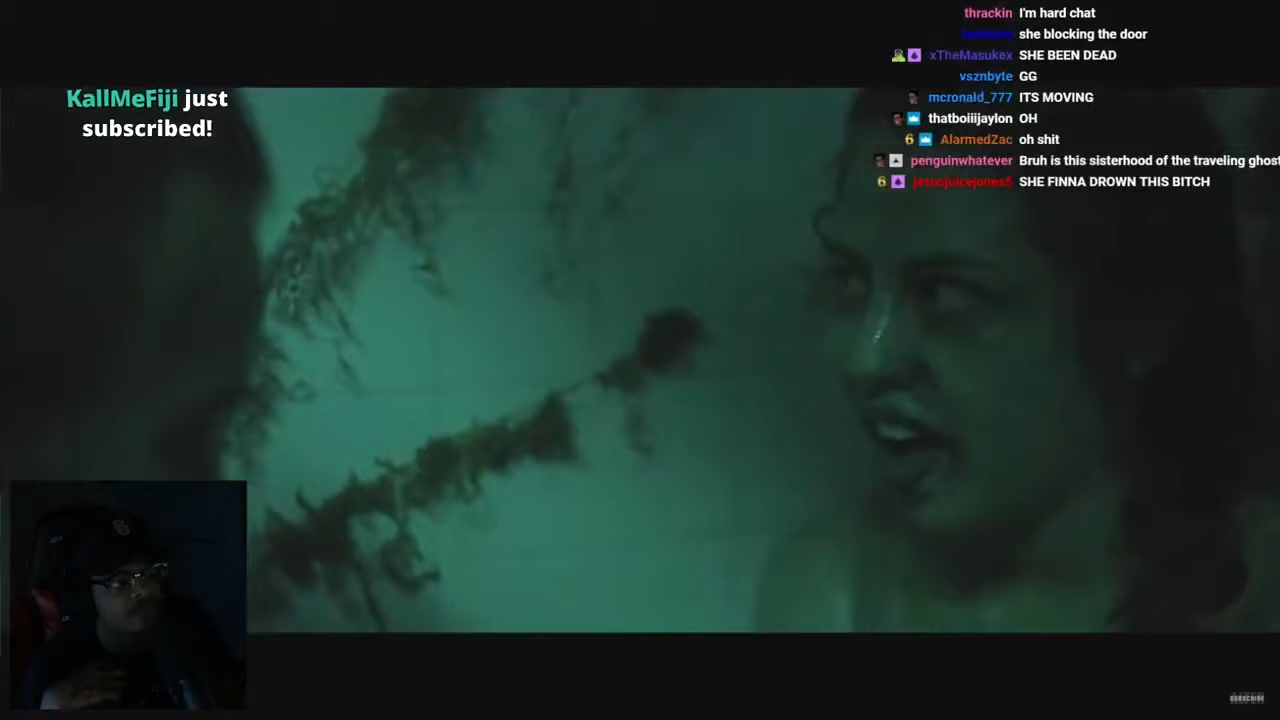 thrackin I'm hard chat
she blocking the door
xTheMasukex SHE BEEN DEAD
vsznbyte GG
mcronald_777 ITS MOVING
thatboiiijaylon OH
6 AlarmedZac oh shit
penguinwhatever Bruh is this sisterhood of the traveling ghost
6 jesusjuicejones5 SHE FINNA DROWN THIS BITCH
KallMeFiji just
subscribed!
SUBSCRIBE